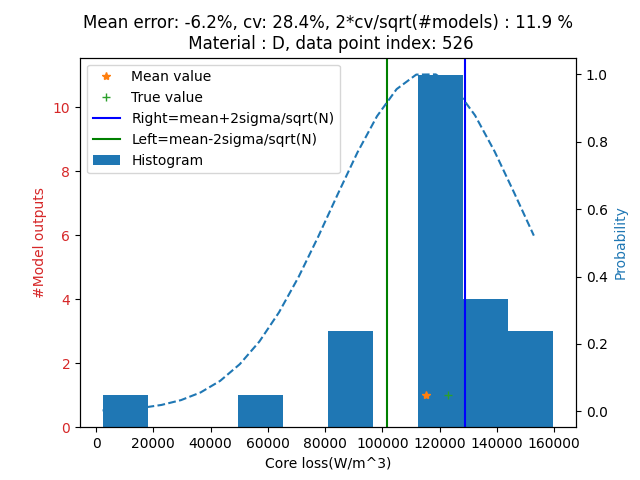 Mean error: -6.2%, cv: 28.4%, 2*cv/sqrt(#models) : 11.9 %
Material : D, data point index: 526
Mean value
True value
Right=mean+2sigma/sqrt(N)
Left=mean-2sigma/sqrt(N)
Histogram
#Model outputs
10
8
6
4
2
0
1.0
0.8
0.6
0.4
0.2
0.0
Probability
0 20000 40000 60000 80000 100000 120000 140000 160000
Core loss(W/m^3)